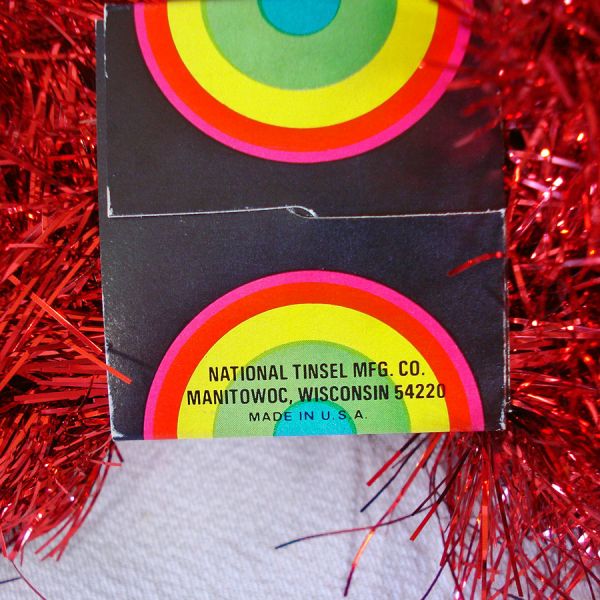 NATIONAL TINSEL MFG. CO.
MANITOWOC, WISCONSIN 54220
MADE IN U.S.A.